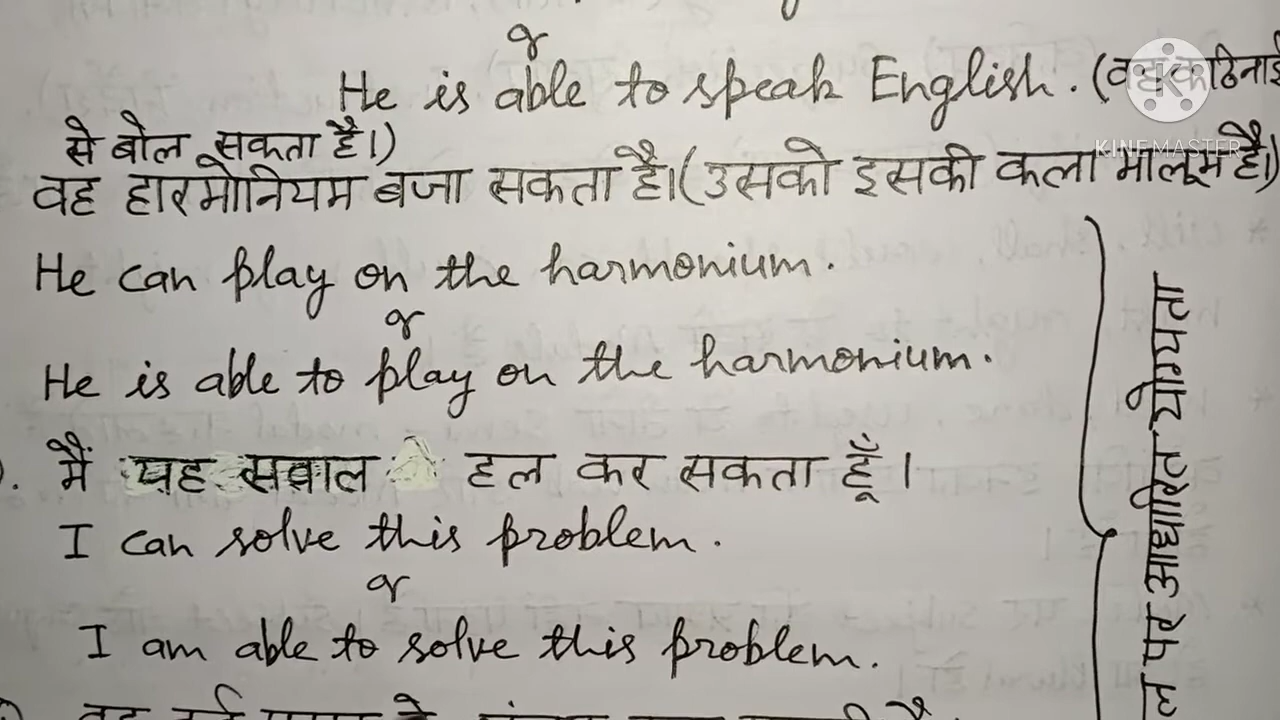 or
He is able to speak English. (वह कठिनाई
से बोल सकता है।)
वह हारमोनियम बजा सकता है। (उसको इसकी कला मालूम है।)
He can play on the harmonium.
or
He is able to play on the harmonium.
मैं यह सवाल हल कर सकता हूँ।
I can solve this problem.
or
I am able to solve this problem.
पर आधारित योग्यता
KINEMASTER